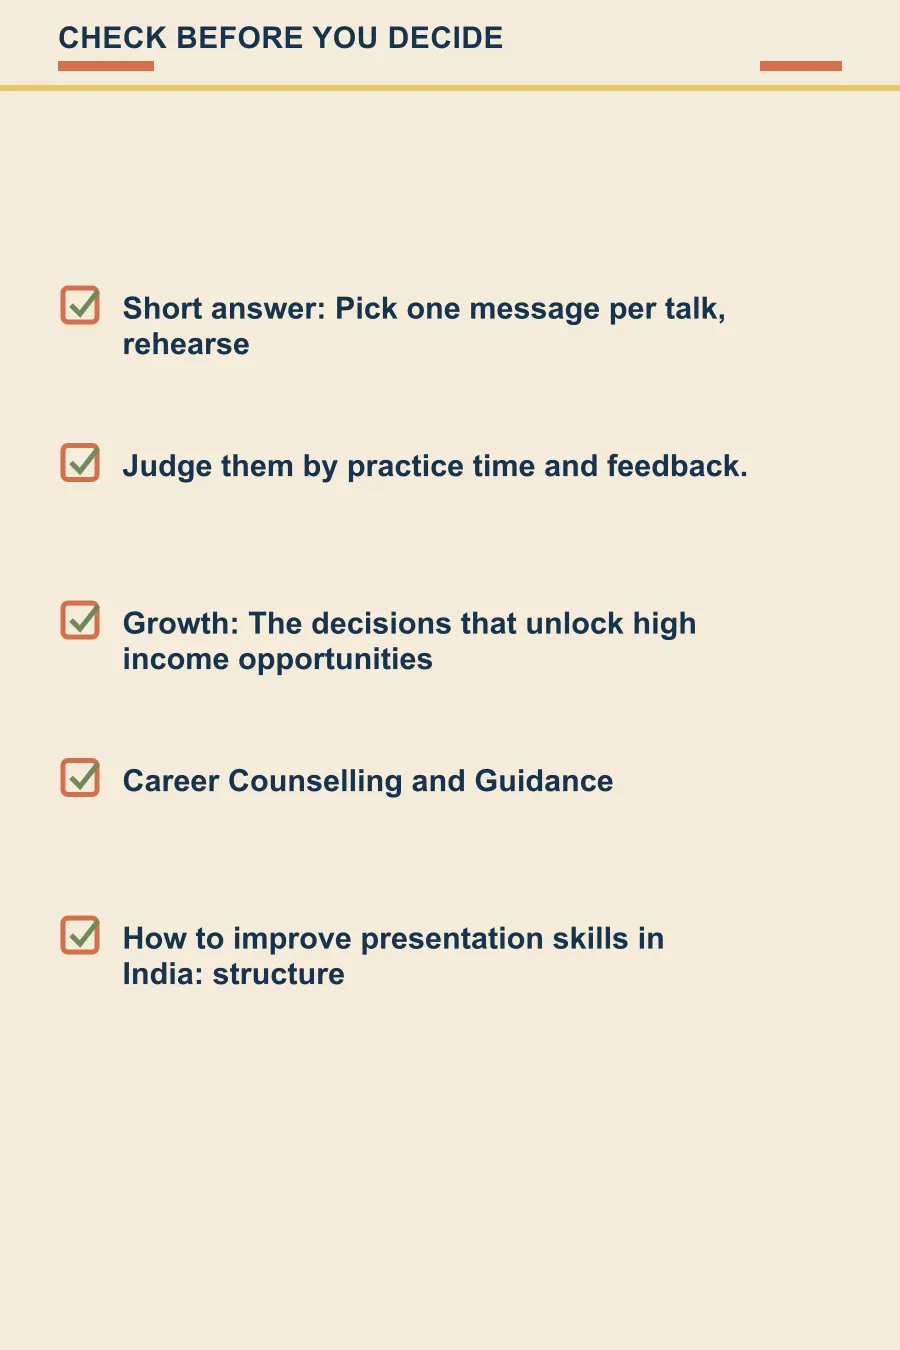 CHECK BEFORE YOU DECIDE
Short answer: Pick one message per talk,
rehearse
Judge them by practice time and feedback.
Growth: The decisions that unlock high
income opportunities
Career Counselling and Guidance
How to improve presentation skills in
India: structure